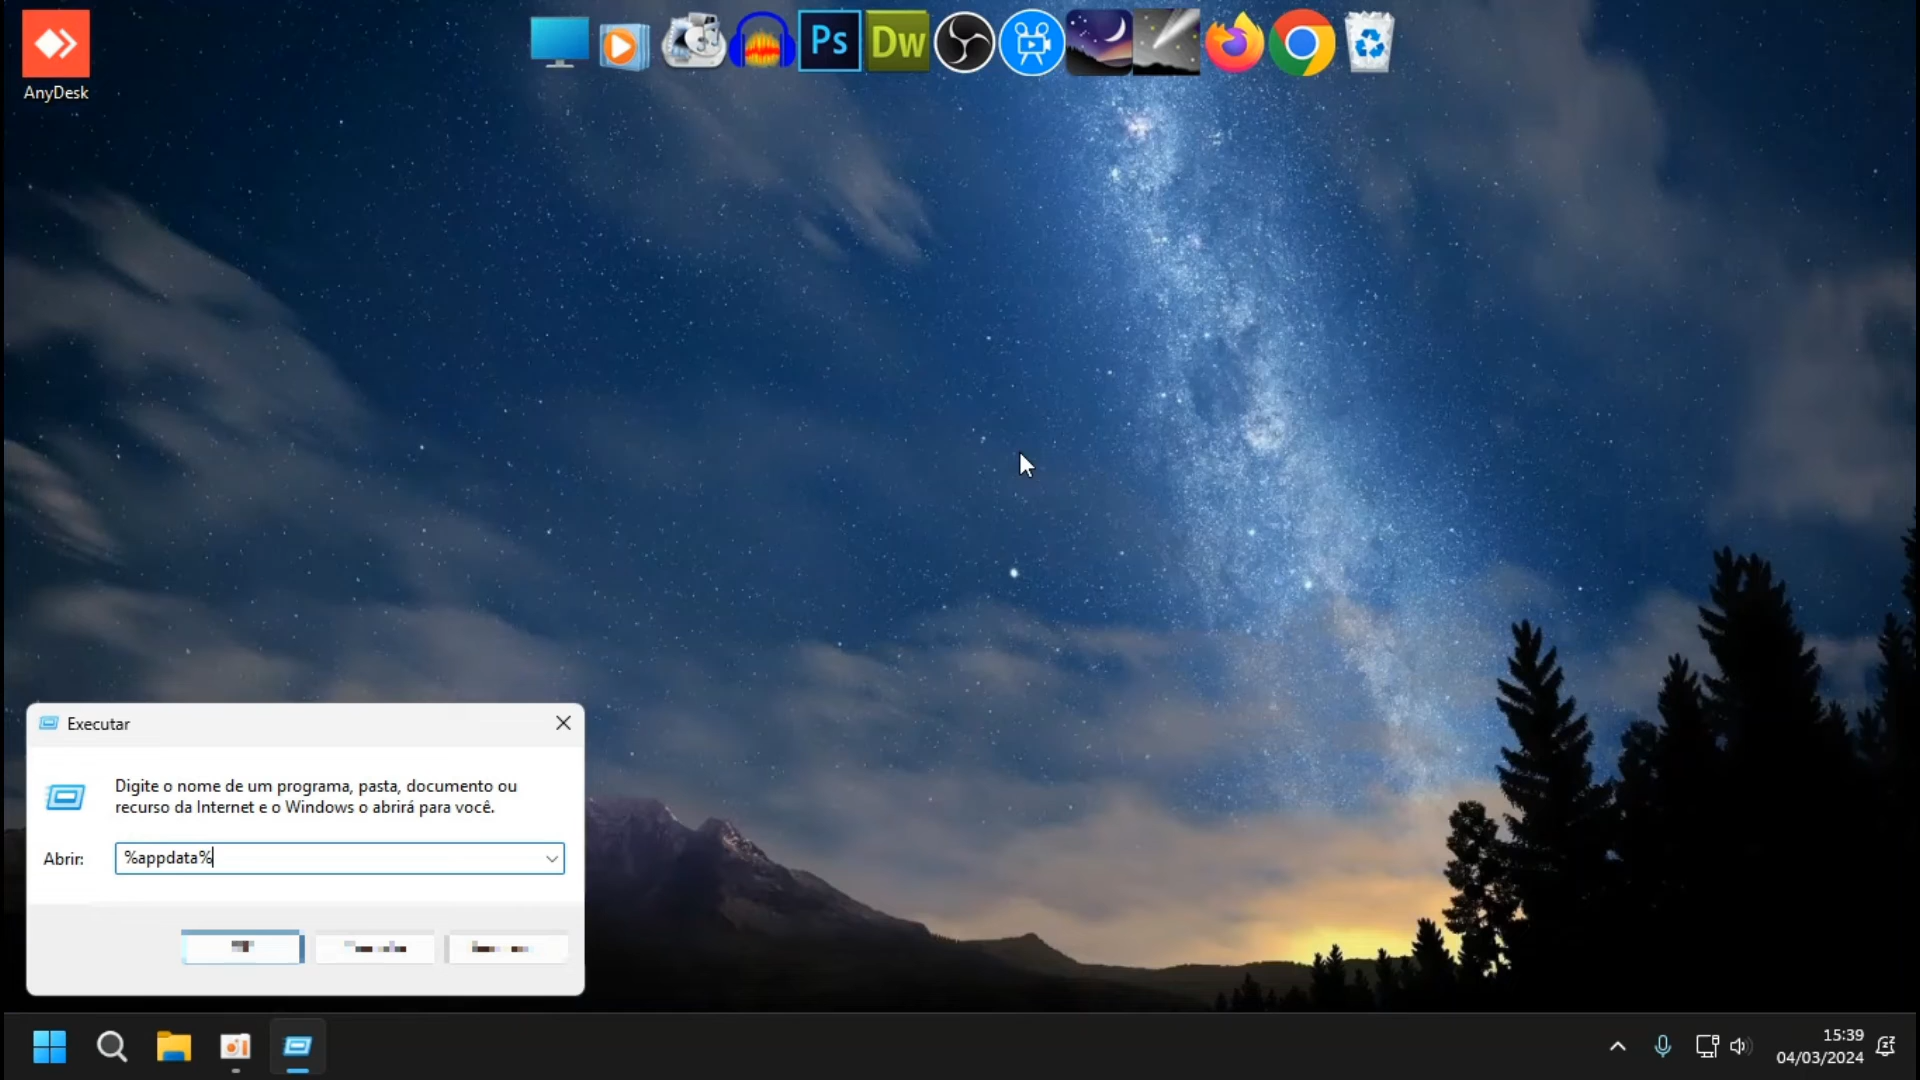 AnyDesk
Ps
Dw
Executar
Digite o nome de um programa, pasta, documento ou
recurso da Internet e o Windows o abrirá para você.
Abrir:
%appdata%
15:39
04/03/2024